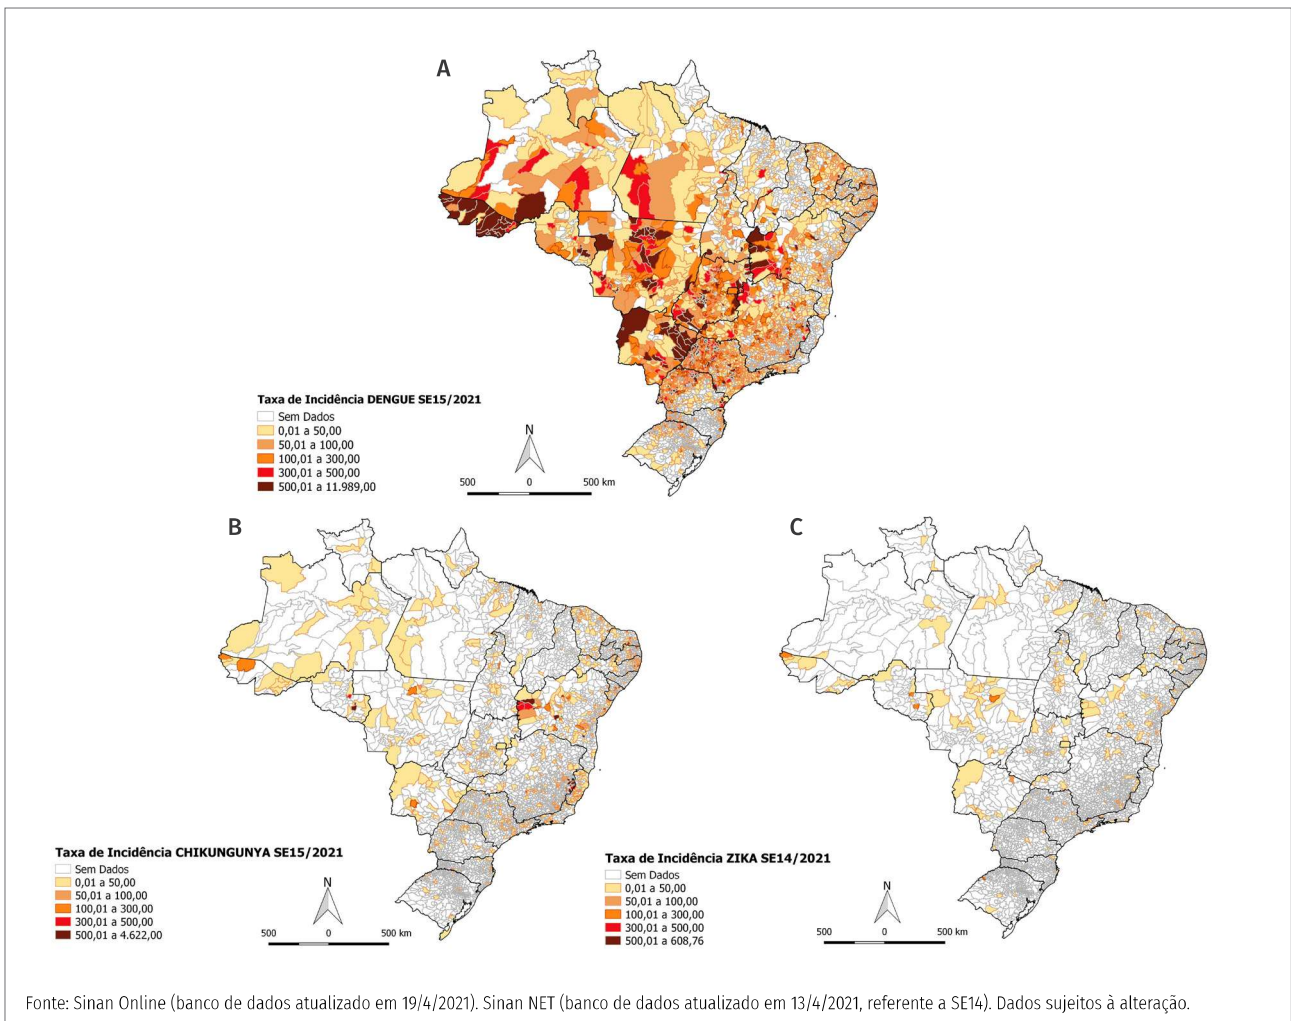 A
Taxa de Incidência DENGUE SE15/2021
Sem Dados
0,01 a 50,00
50,01 a 100,00
100,01 a 300,00
300,01 a 500,00
500,01 a 11.989,00
N
500 0 500 km
B
Taxa de Incidência CHIKUNGUNYA SE15/2021
Sem Dados
0,01 a 50,00
50,01 a 100,00
100,01 a 300,00
300,01 a 500,00
500,01 a 4.622,00
N
500 0 500 km
C
Taxa de Incidência ZIKA SE14/2021
Sem Dados
0,01 a 50,00
50,01 a 100,00
100,01 a 300,00
300,01 a 500,00
500,01 a 608,76
N
500 0 500 km
Fonte: Sinan Online (banco de dados atualizado em 19/4/2021). Sinan NET (banco de dados atualizado em 13/4/2021, referente a SE14). Dados sujeitos à alteração.